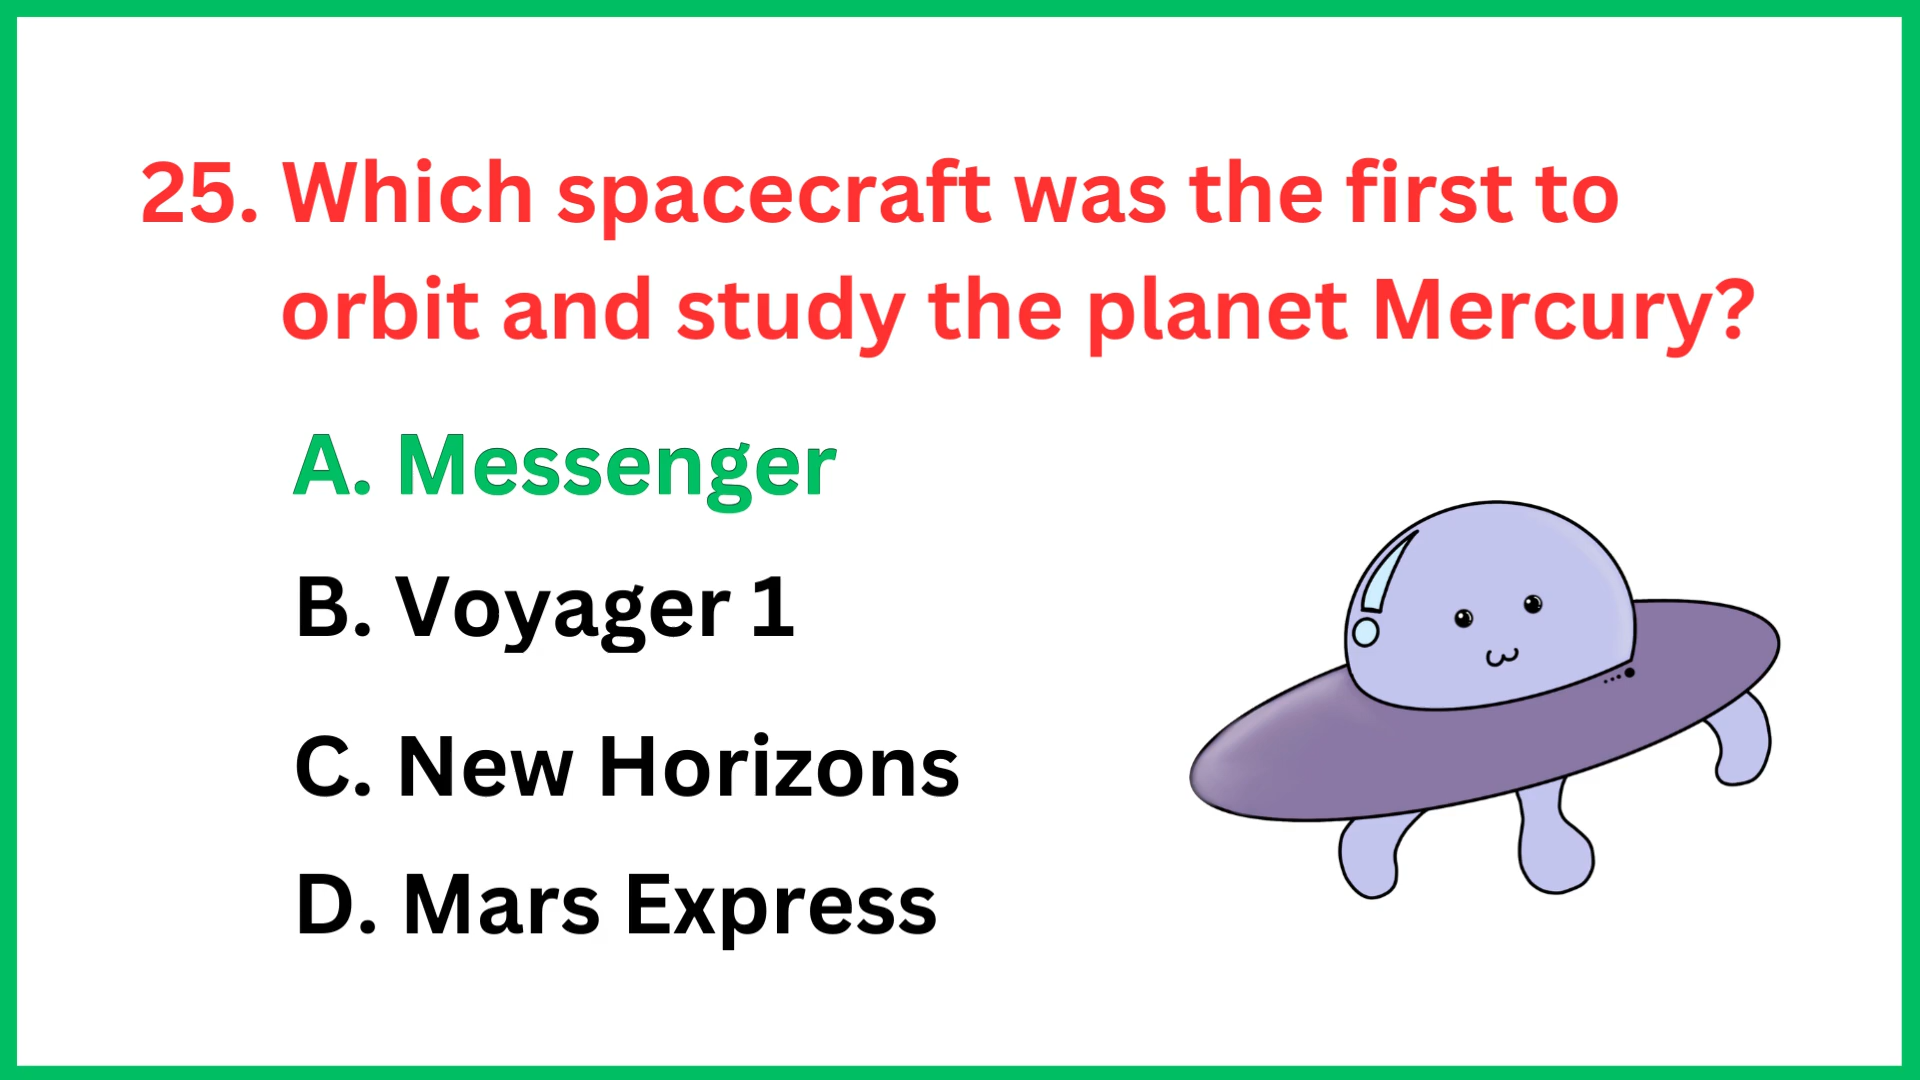 25. Which spacecraft was the first to
orbit and study the planet Mercury?
A. Messenger
B. Voyager 1
C. New Horizons
D. Mars Express